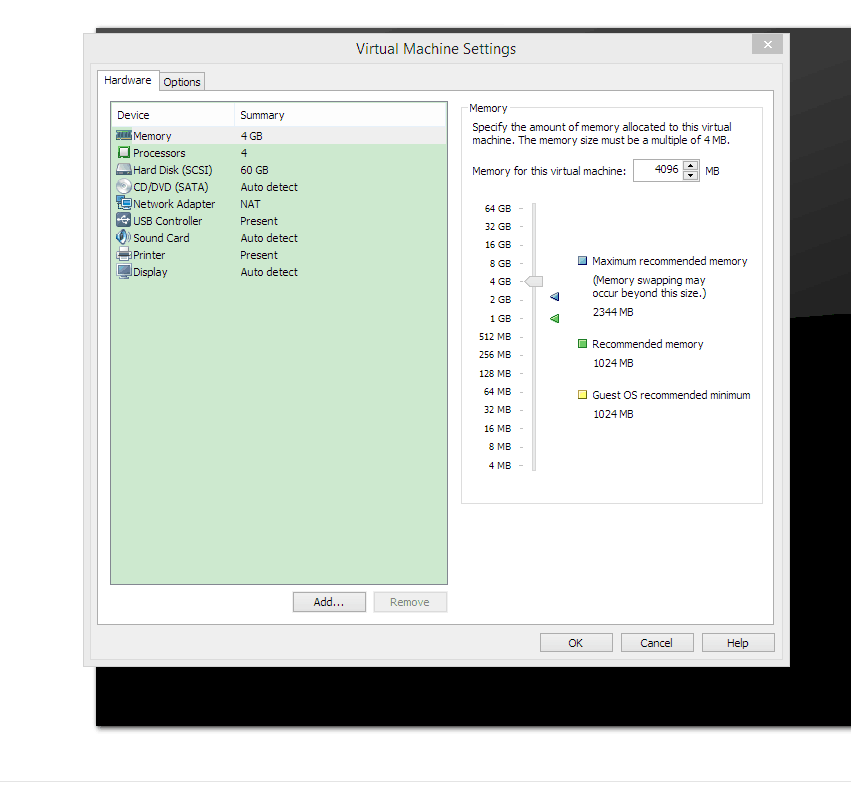 Virtual Machine Settings
Hardware Options
Device Summary
Memory 4 GB
Processors 4
Hard Disk (SCSI) 60 GB
CD/DVD (SATA) Auto detect
Network Adapter NAT
USB Controller Present
Sound Card Auto detect
Printer Present
Display Auto detect
Add...
Remove
Memory
Specify the amount of memory allocated to this virtual
machine. The memory size must be a multiple of 4 MB.
Memory for this virtual machine: 4096 MB
64 GB
32 GB
16 GB
8 GB
4 GB
2 GB
1 GB
512 MB
256 MB
128 MB
64 MB
32 MB
16 MB
8 MB
4 MB
Maximum recommended memory
(Memory swapping may
occur beyond this size.)
2344 MB
Recommended memory
1024 MB
Guest OS recommended minimum
1024 MB
OK Cancel Help